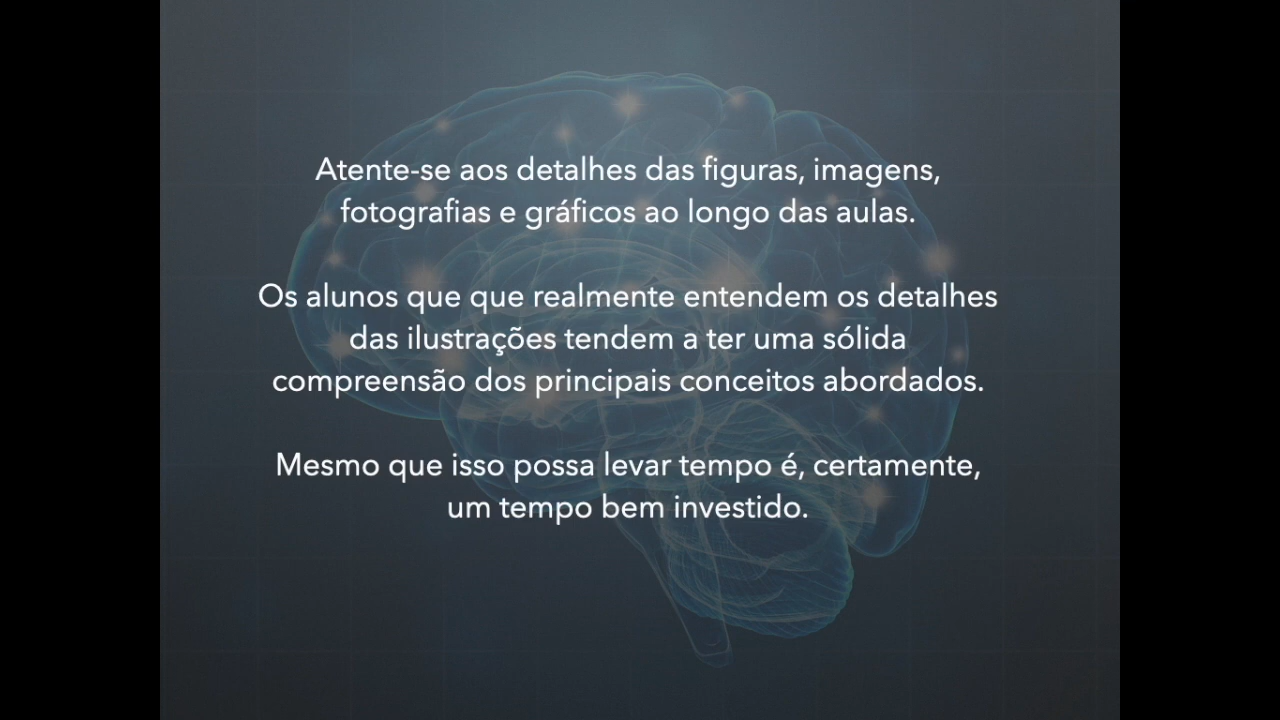 Atente-se aos detalhes das figuras, imagens,
fotografias e gráficos ao longo das aulas.
Os alunos que que realmente entendem os detalhes
das ilustrações tendem a ter uma sólida
compreensão dos principais conceitos abordados.
Mesmo que isso possa levar tempo é, certamente,
um tempo bem investido.